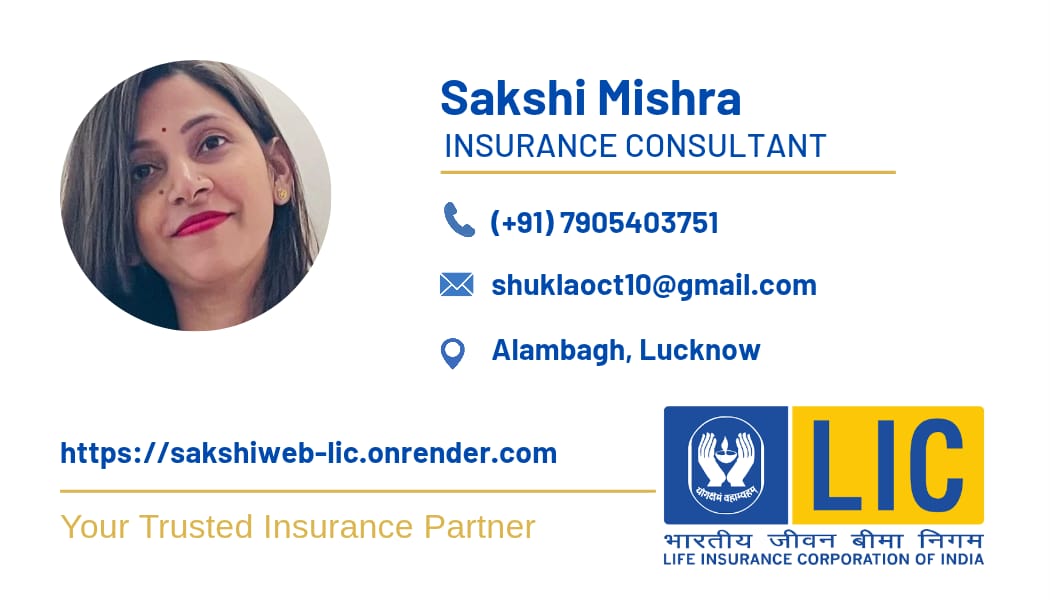 Sakshi Mishra
INSURANCE CONSULTANT
(+91) 7905403751
shuklaoct10@gmail.com
Alambagh, Lucknow
https://sakshiweb-lic.onrender.com
Your Trusted Insurance Partner
योगक्षेमं वहाम्यहम्
LIC
भारतीय जीवन बीमा निगम
LIFE INSURANCE CORPORATION OF INDIA